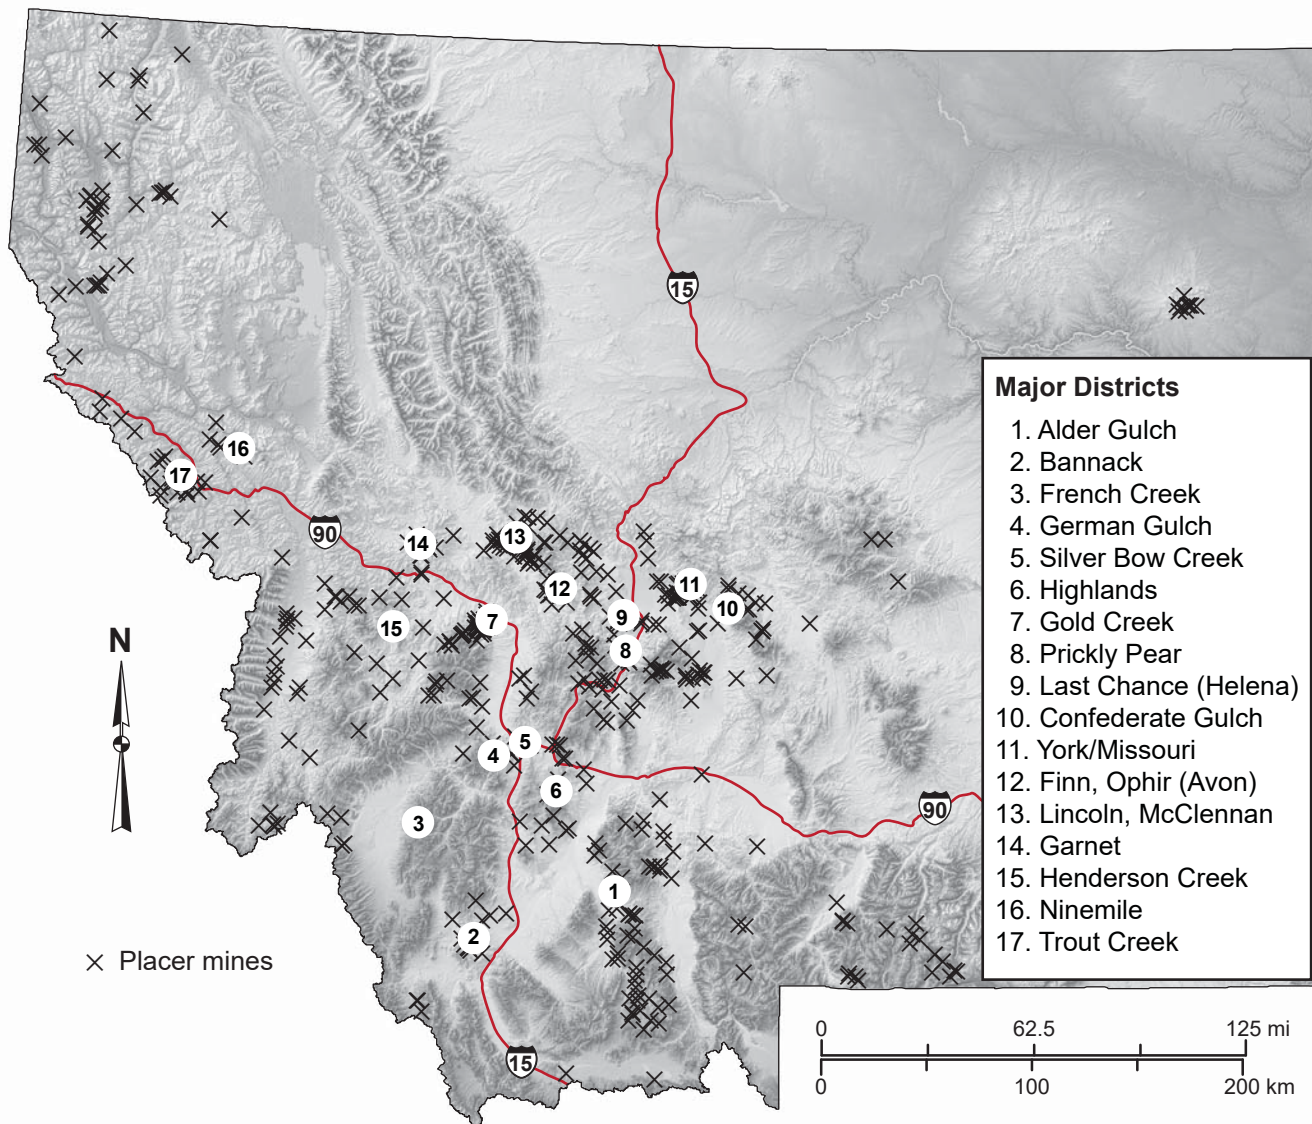 15
Major Districts
1. Alder Gulch
2. Bannack
3. French Creek
4. German Gulch
5. Silver Bow Creek
6. Highlands
7. Gold Creek
8. Prickly Pear
9. Last Chance (Helena)
10. Confederate Gulch
11. York/Missouri
12. Finn, Ophir (Avon)
13. Lincoln, McClennan
14. Garnet
15. Henderson Creek
16. Ninemile
17. Trout Creek
16
17
90
13
14
12
11
10
9
7
15
8
N
5
4
6
90
3
1
2
Placer mines
0 62.5 125 mi
0 100 200 km
15